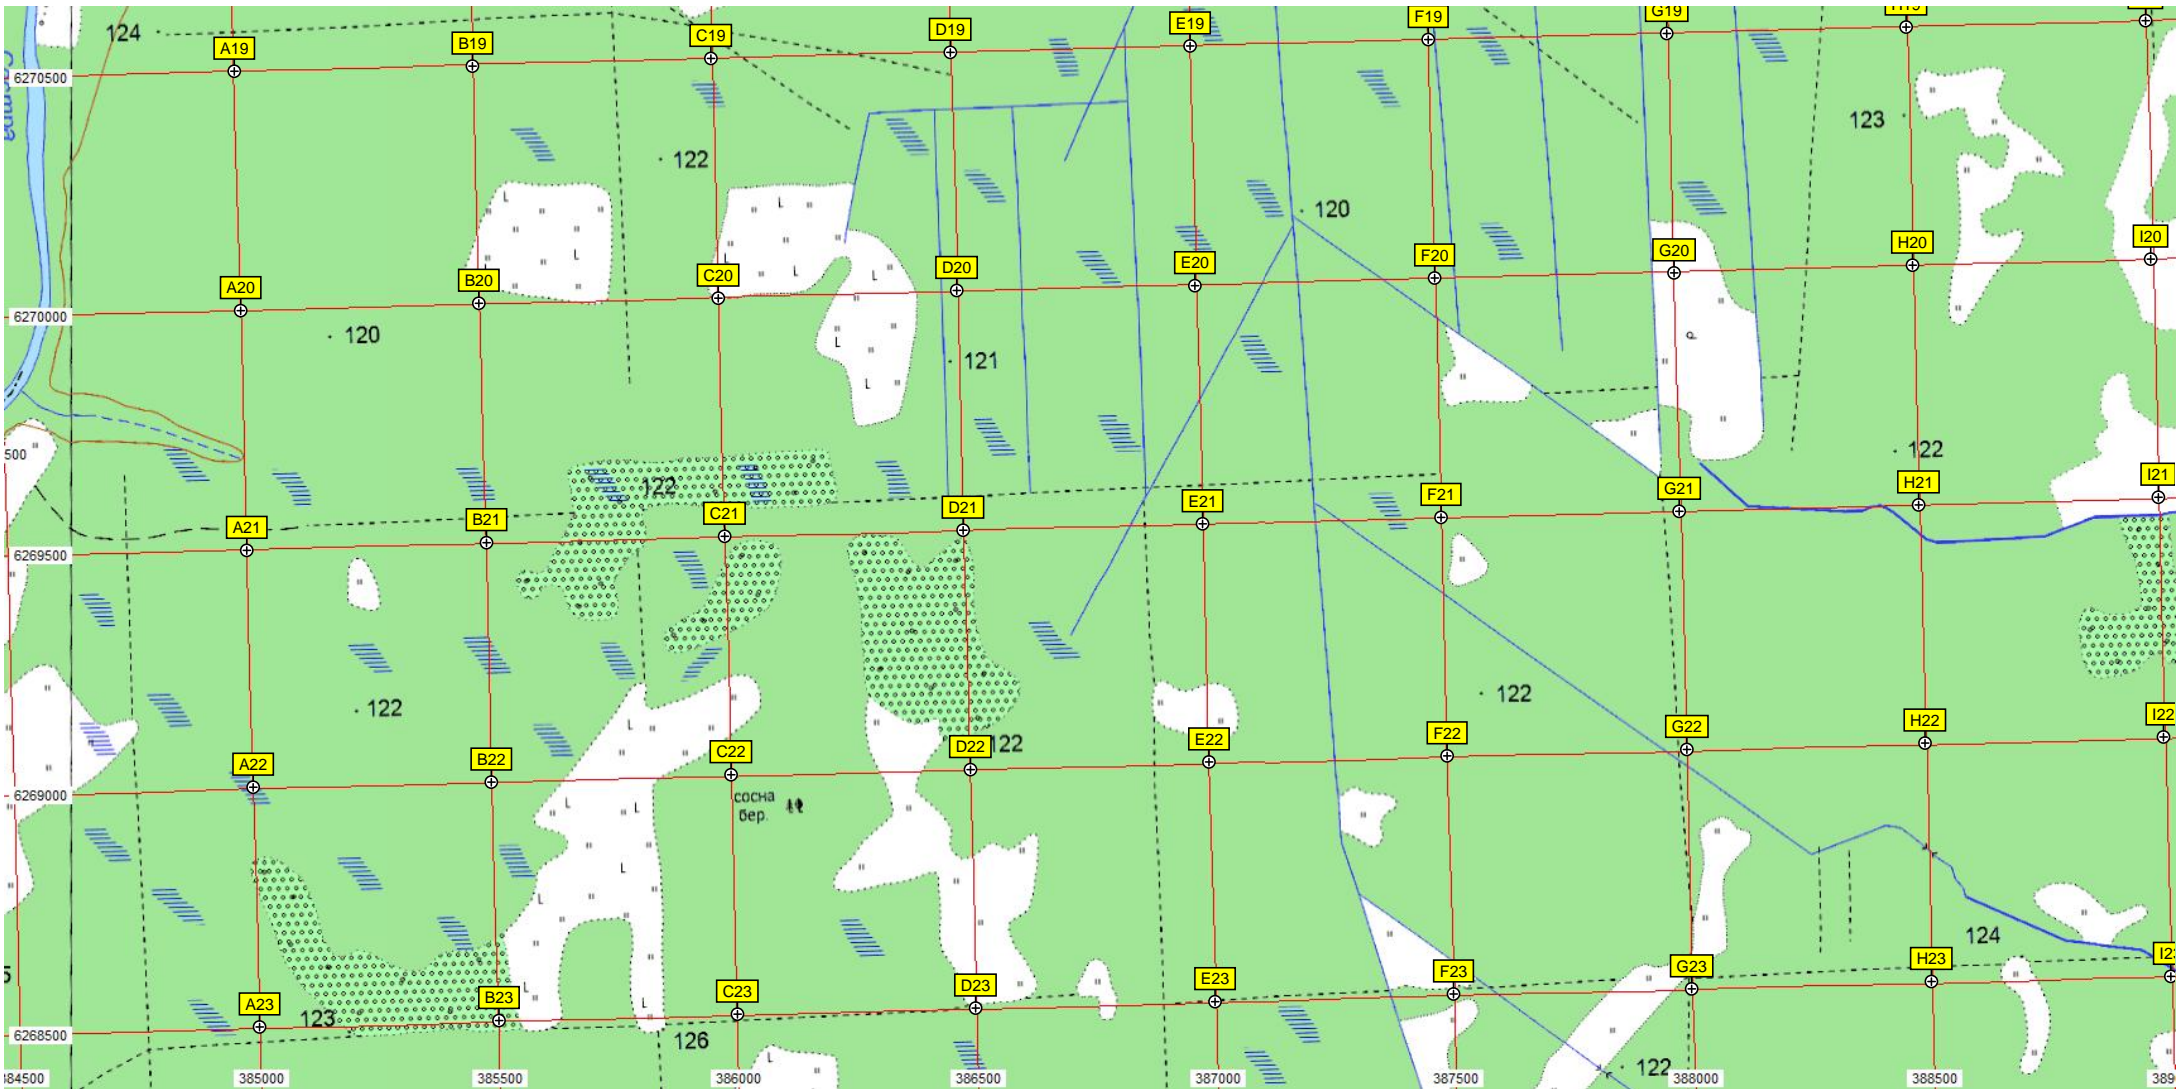 124
A19
B19
C19
D19
E19
F19
G19
H19
6270500
123
122
121
120
A20
B20
C20
D20
E20
F20
G20
H20
I20
6270000
120
121
122
500
122
A21
B21
C21
D21
E21
F21
G21
H21
I21
6269500
122
122
122
A22
B22
C22
D22
E22
F22
G22
H22
I22
6269000
сосна
бер.
124
A23
B23
C23
D23
E23
F23
G23
H23
123
6268500
126
122
384500
385000
385500
386000
386500
387000
387500
388000
388500